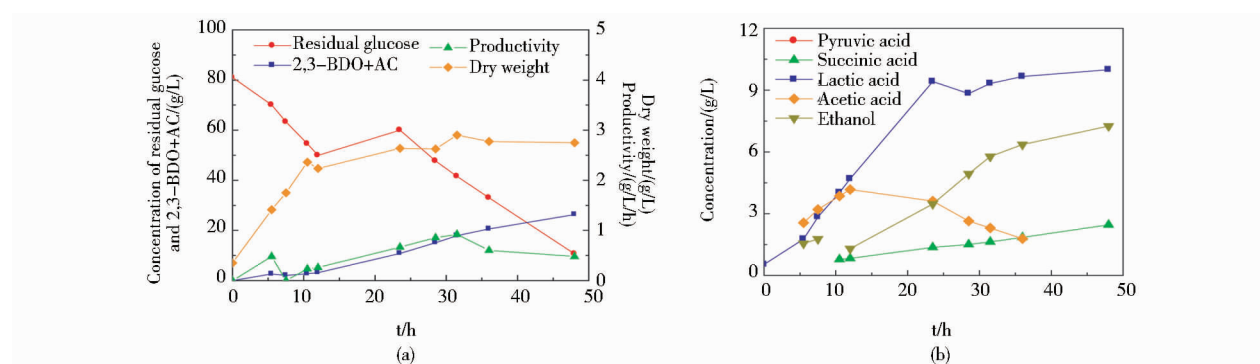 100
80
60
40
20
0
Concentration of residual glucose
and 2,3-BDO+AC/(g/L)
Residual glucose
2,3-BDO+AC
Productivity
Dry weight
5
4
3
2
1
0
Dry weight/(g/L)
Productivity/(g/L/h)
0 10 20 30 40 50
t/h
(a)
12
9
6
3
0
Concentration/(g/L)
Pyruvic acid
Succinic acid
Lactic acid
Acetic acid
Ethanol
0 10 20 30 40 50
t/h
(b)